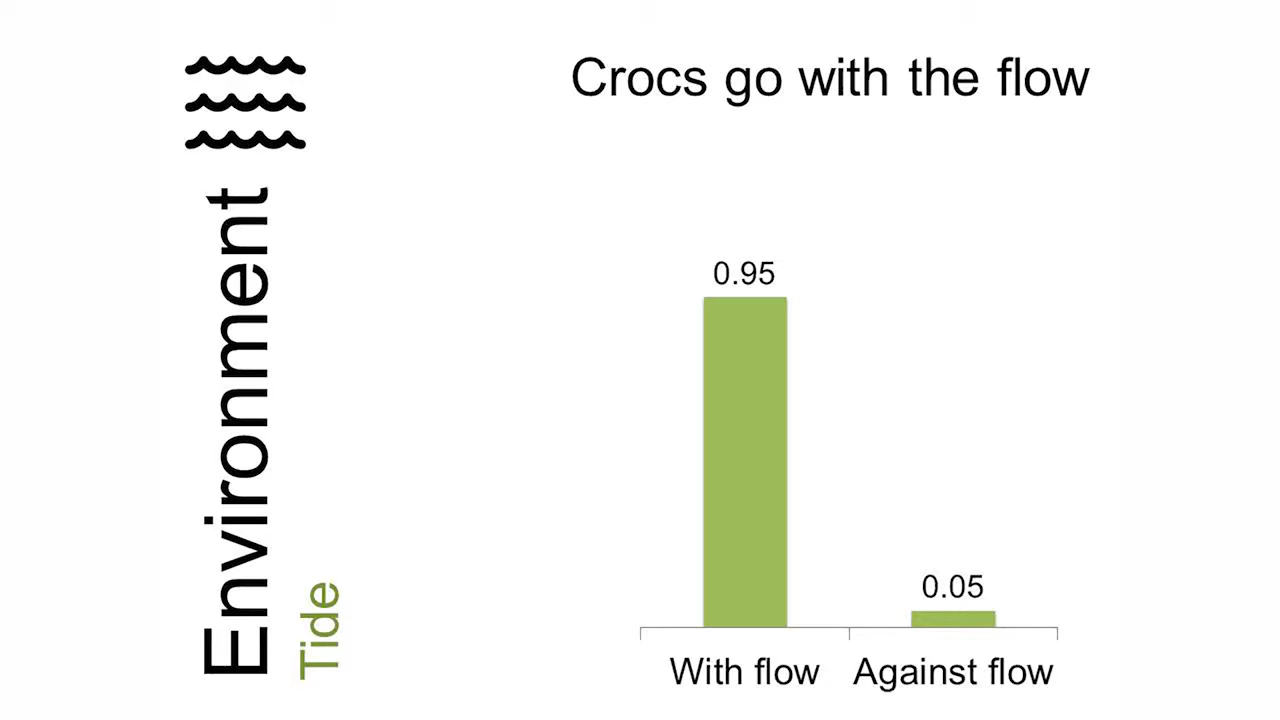 Environment
Tide
Crocs go with the flow
0.95
0.05
With flow
Against flow